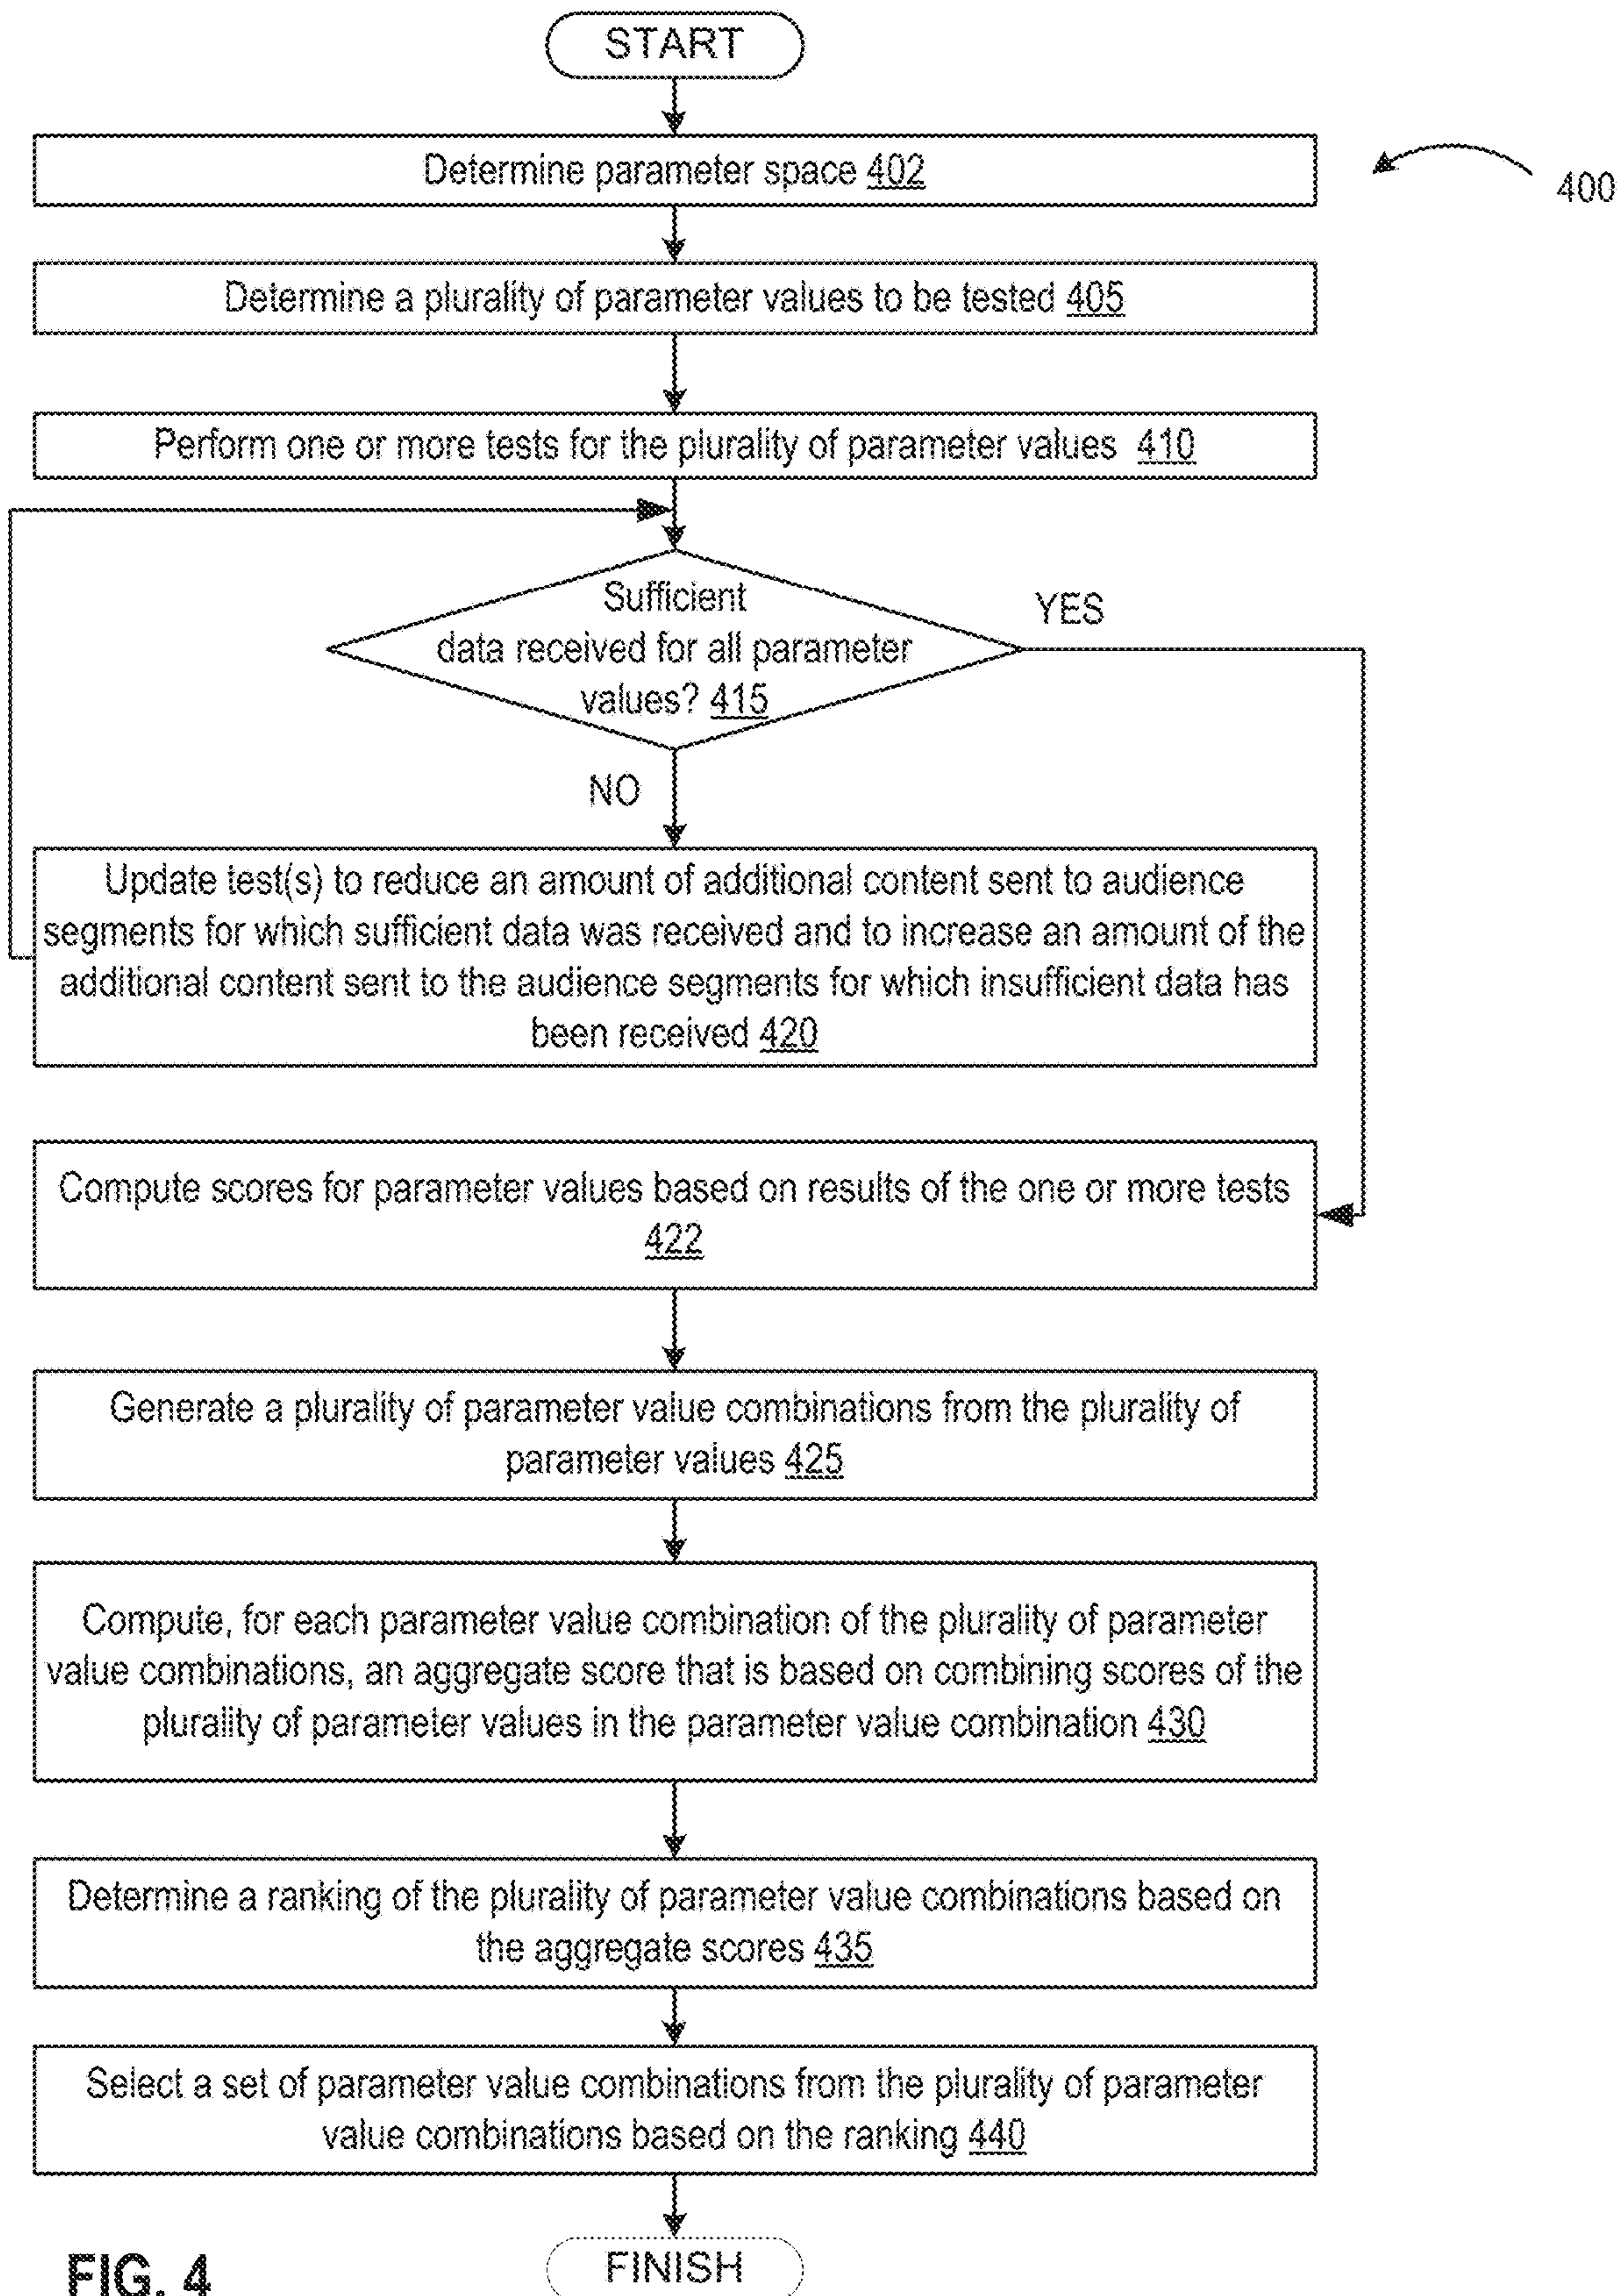 START
Determine parameter space 402
400
Determine a plurality of parameter values to be tested 405
Perform one or more tests for the plurality of parameter values 410
Sufficient
data received for all parameter
values? 415
YES
NO
Update test(s) to reduce an amount of additional content sent to audience
segments for which sufficient data was received and to increase an amount of the
additional content sent to the audience segments for which insufficient data has
been received 420
Compute scores for parameter values based on results of the one or more tests
422
Generate a plurality of parameter value combinations from the plurality of
parameter values 425
Compute, for each parameter value combination of the plurality of parameter
value combinations, an aggregate score that is based on combining scores of the
plurality of parameter values in the parameter value combination 430
Determine a ranking of the plurality of parameter value combinations based on
the aggregate scores 435
Select a set of parameter value combinations from the plurality of parameter
value combinations based on the ranking 440
FINISH
FIG. 4